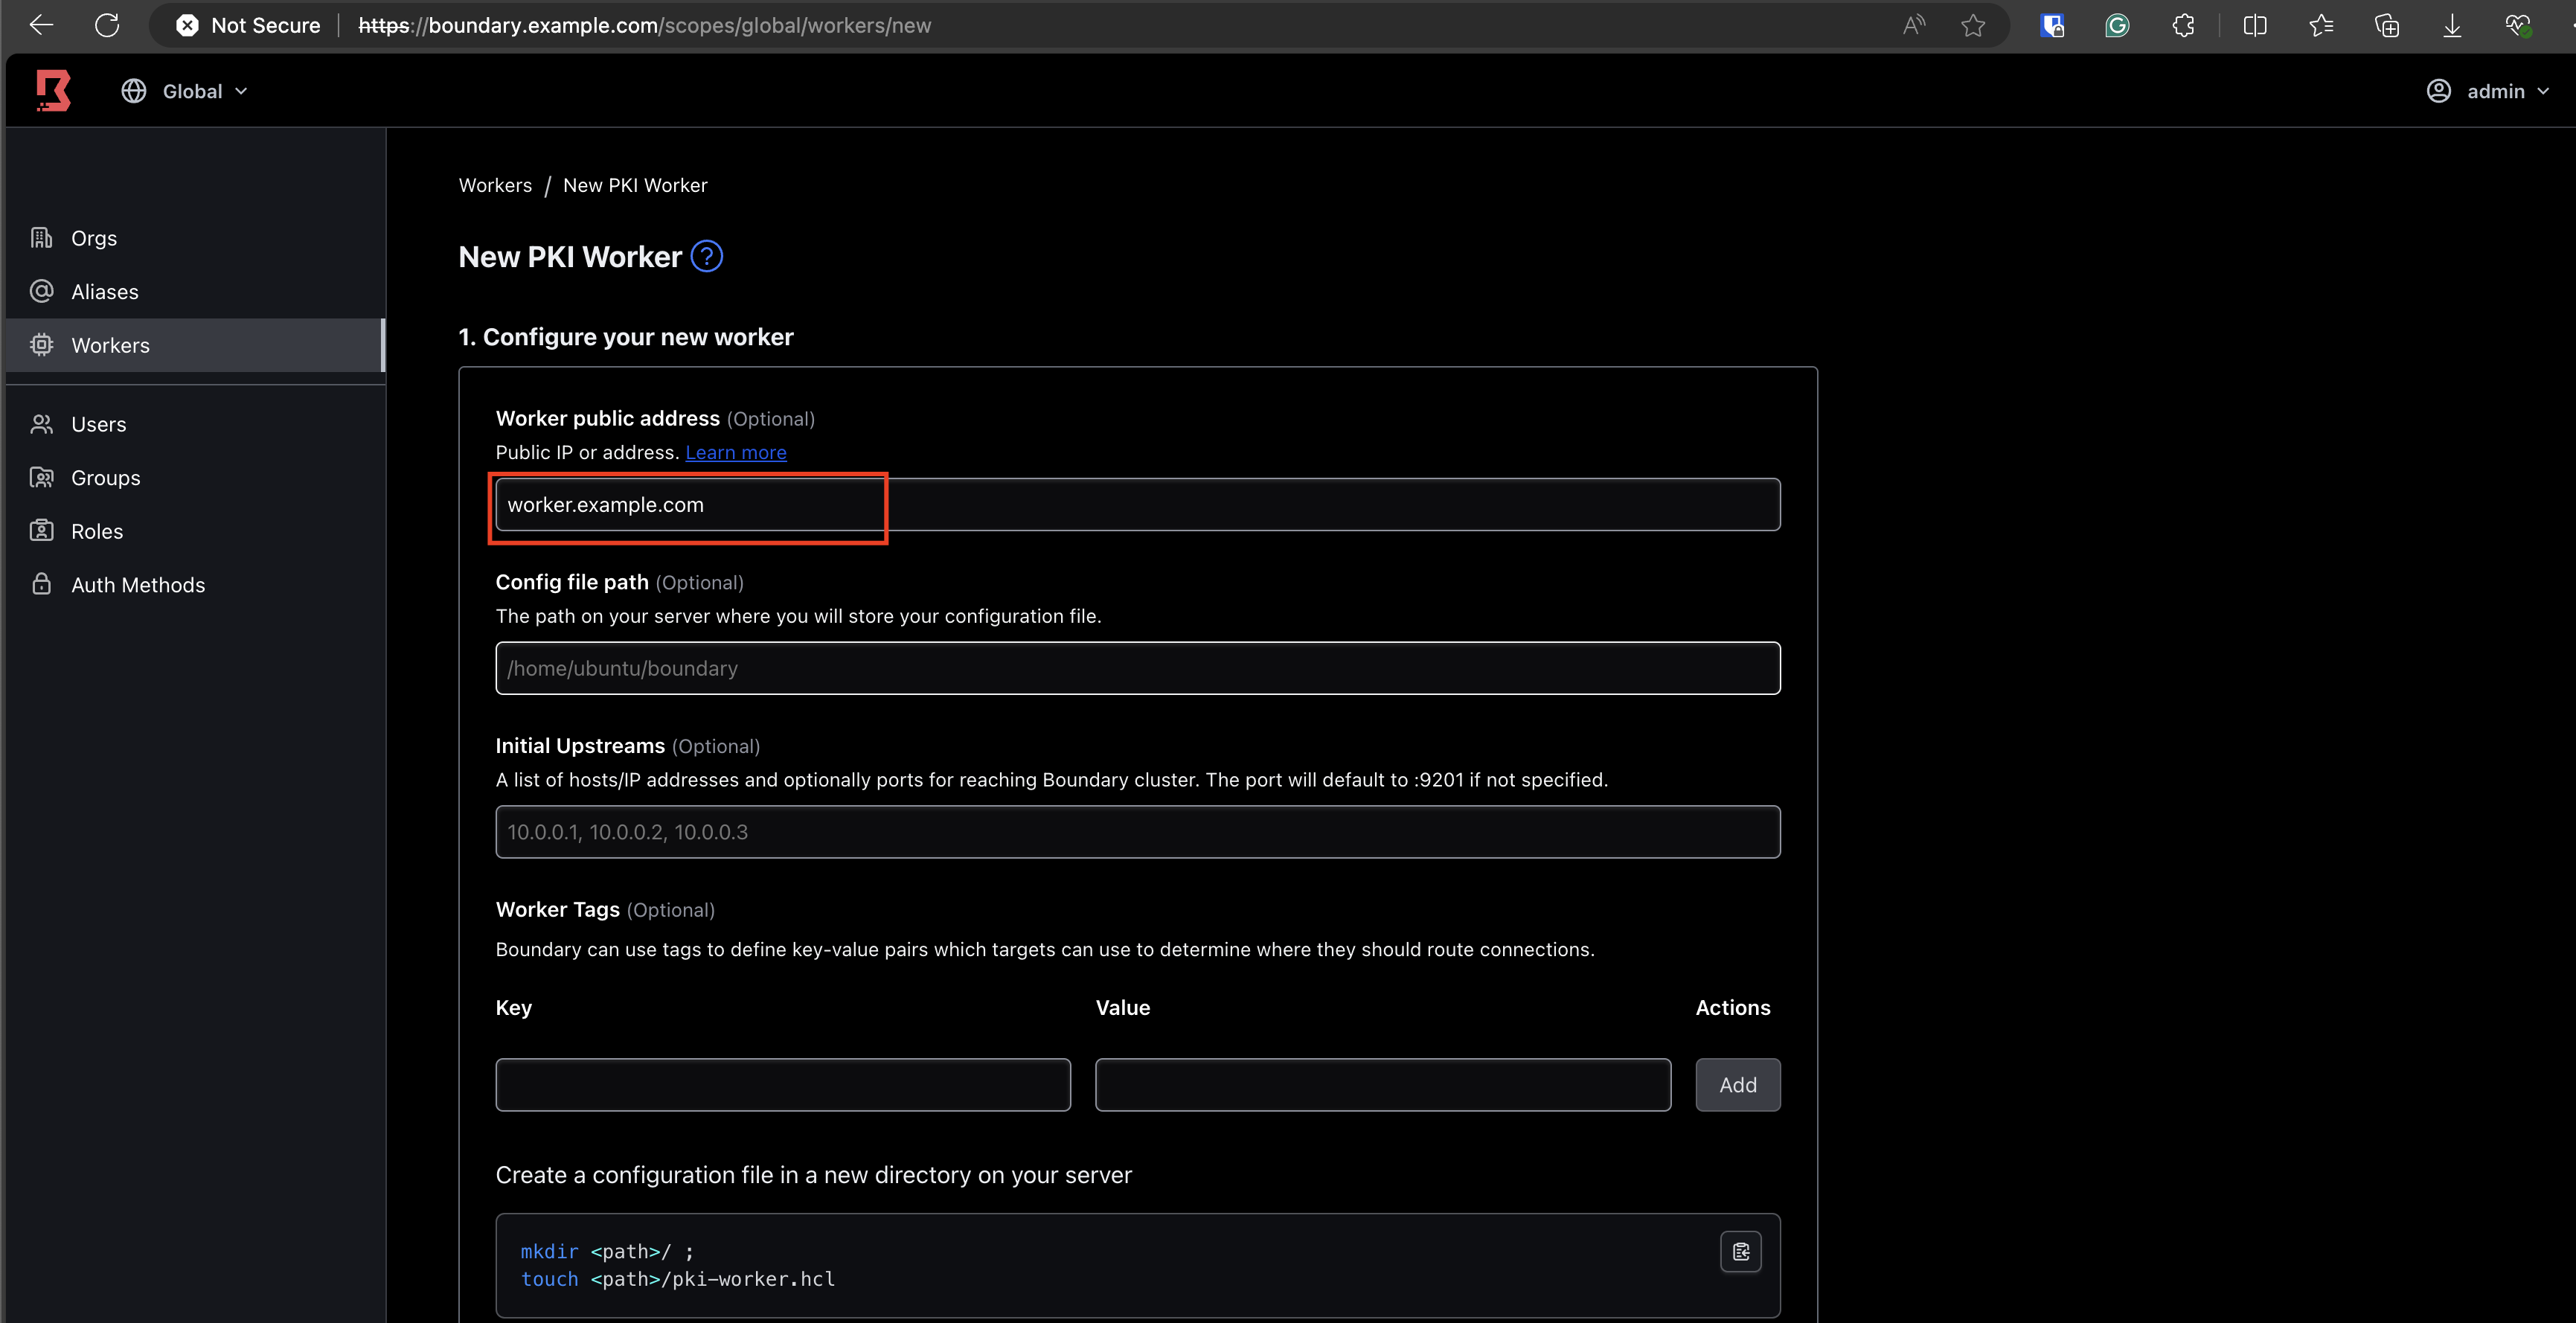 Not Secure | https://boundary.example.com/scopes/global/workers/new
Global
admin
Orgs
Aliases
Workers
Users
Groups
Roles
Auth Methods
Workers / New PKI Worker
New PKI Worker ?
1. Configure your new worker
Worker public address (Optional)
Public IP or address. Learn more
worker.example.com
Config file path (Optional)
The path on your server where you will store your configuration file.
/home/ubuntu/boundary
Initial Upstreams (Optional)
A list of hosts/IP addresses and optionally ports for reaching Boundary cluster. The port will default to :9201 if not specified.
10.0.0.1, 10.0.0.2, 10.0.0.3
Worker Tags (Optional)
Boundary can use tags to define key-value pairs which targets can use to determine where they should route connections.
Key Value Actions
Add
Create a configuration file in a new directory on your server
mkdir <path>/ ;
touch <path>/pki-worker.hcl